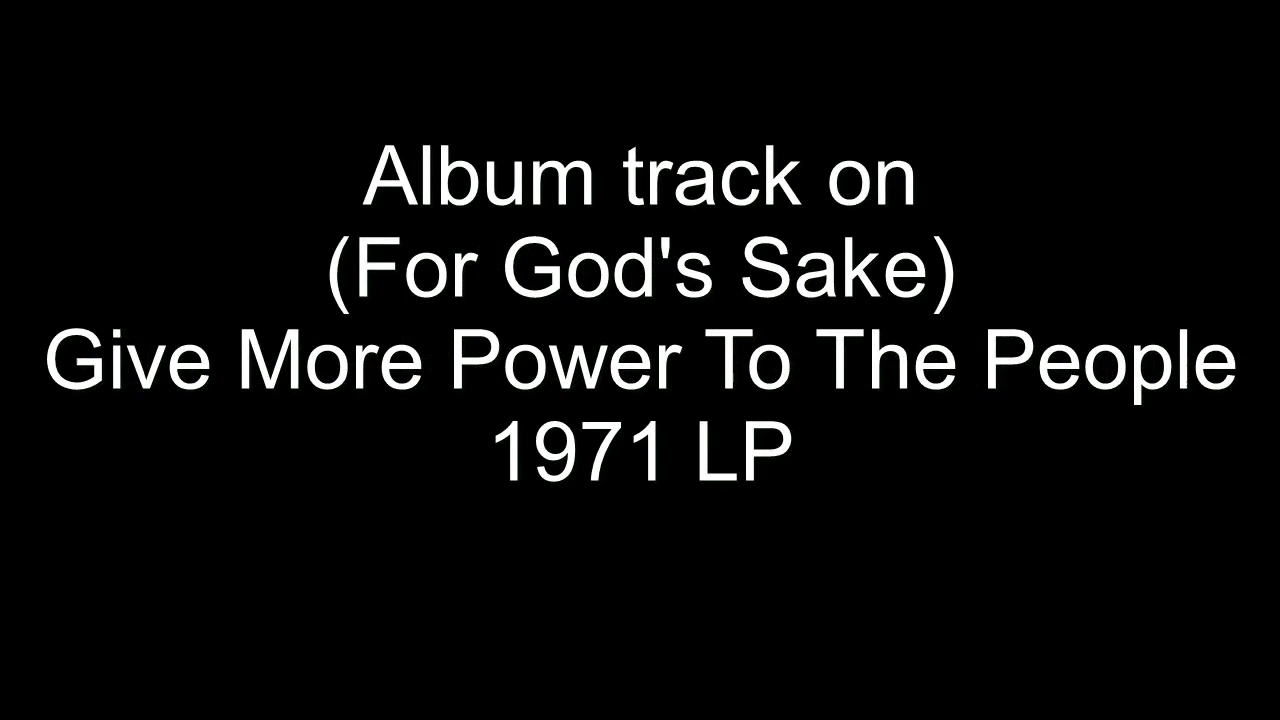 Album track on
(For God's Sake)
Give More Power To The People
1971 LP